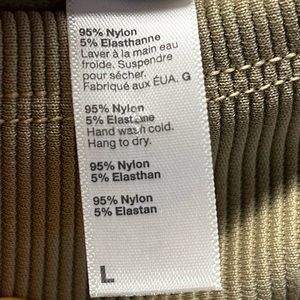 95% Nylon
5% Elasthanne
Laver à la main eau
froide. Suspendre
pour sécher.
Fabriqué aux ÉUA. G
95% Nylon
5% Elastane
Hand wash cold.
Hang to dry.
95% Nylon
5% Elasthan
95% Nylon
5% Elastan
L